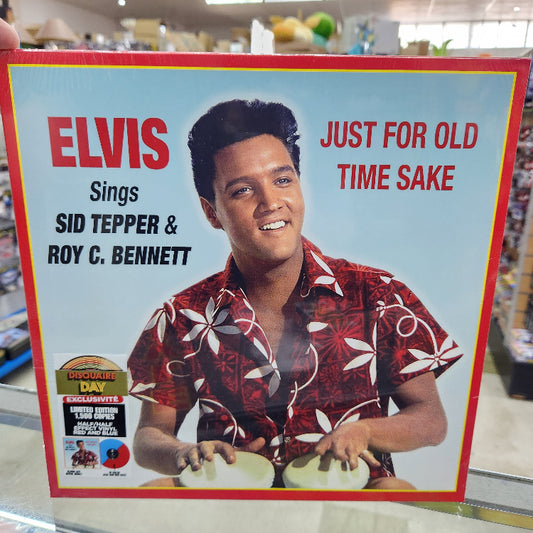 ELVIS
Sings
SID TEPPER &
ROY C. BENNETT
JUST FOR OLD
TIME SAKE
DISQUAIRE
DAY
EXCLUSIVITÉ
LIMITED EDITION
1,500 COPIES
HALF/HALF
EFFECT VINYL
RED AND BLUE